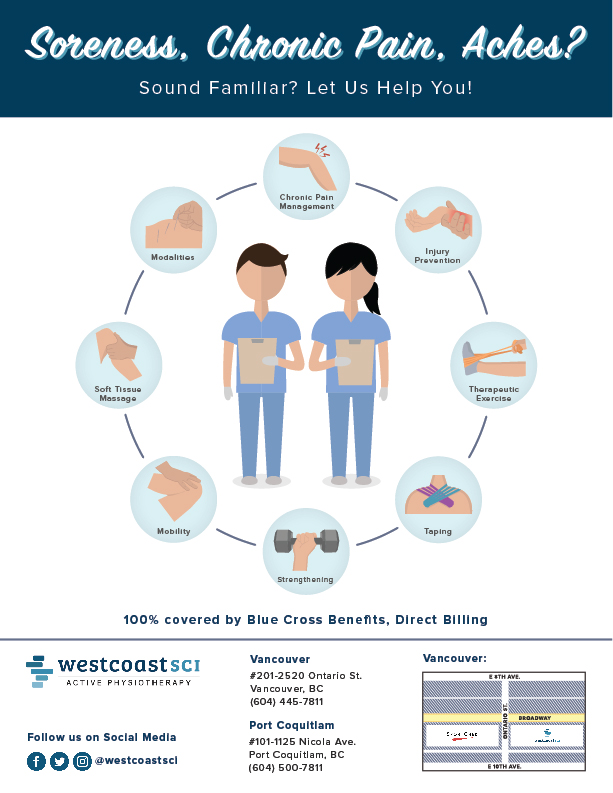 Soreness, Chronic Pain, Aches?
Sound Familiar? Let Us Help You!
Chronic Pain
Management
Injury
Prevention
Therapeutic
Exercise
Taping
Strengthening
Mobility
Soft Tissue
Massage
Modalities
100% covered by Blue Cross Benefits, Direct Billing
westcoastSCI
ACTIVE PHYSIOTHERAPY
Follow us on Social Media
@westcoastsci
Vancouver
#201-2520 Ontario St.
Vancouver, BC
(604) 445-7811
Port Coquitlam
#101-1125 Nicola Ave.
Port Coquitlam, BC
(604) 500-7811
Vancouver:
E 8TH AVE.
ONTARIO ST.
BROADWAY
E 10TH AVE.